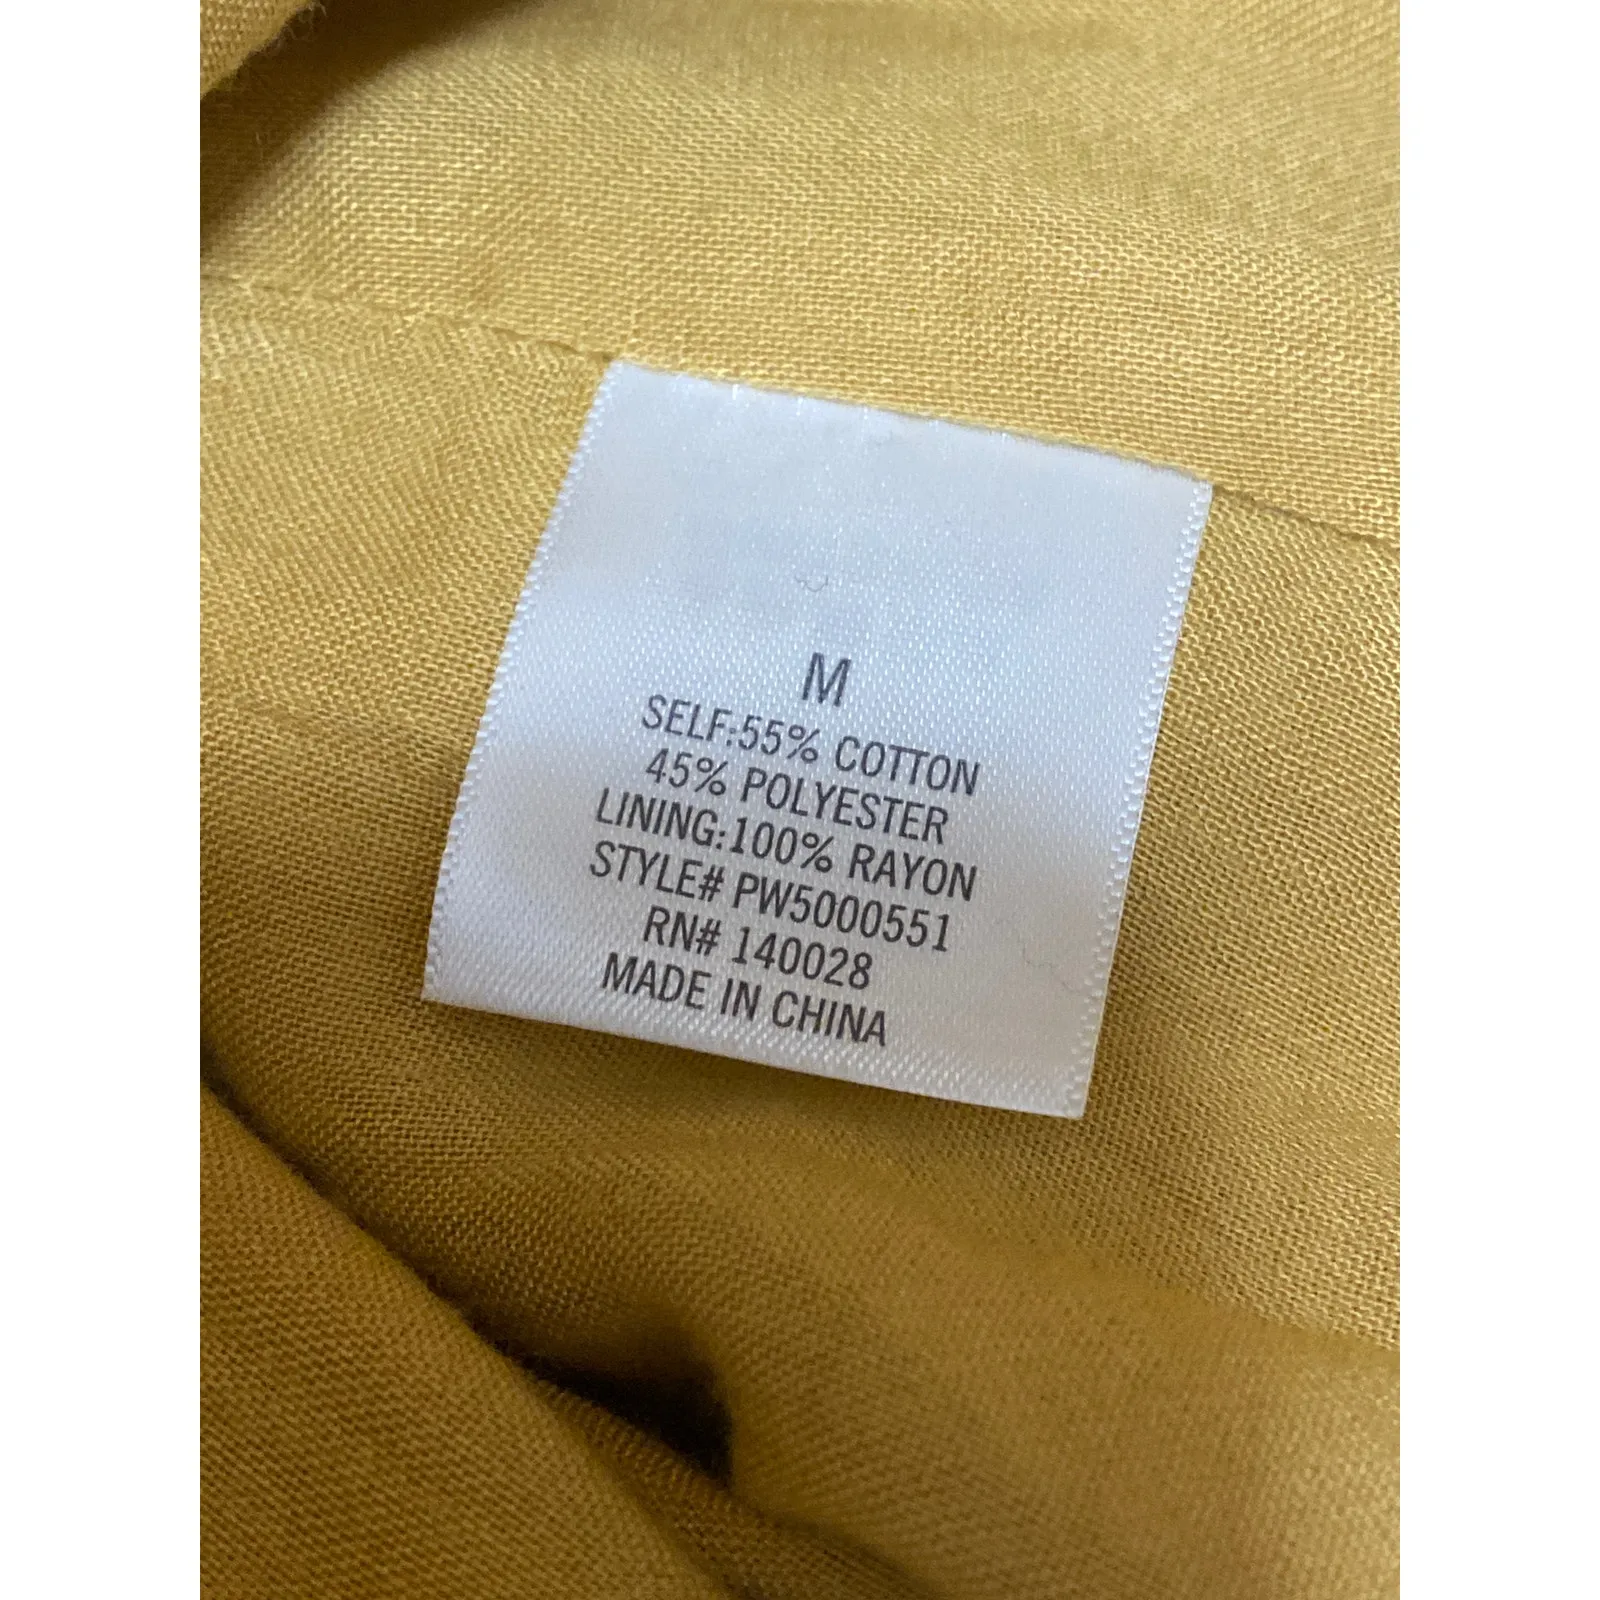 M
SELF:55% COTTON
45% POLYESTER
LINING:100% RAYON
STYLE# PW5000551
RN# 140028
MADE IN CHINA